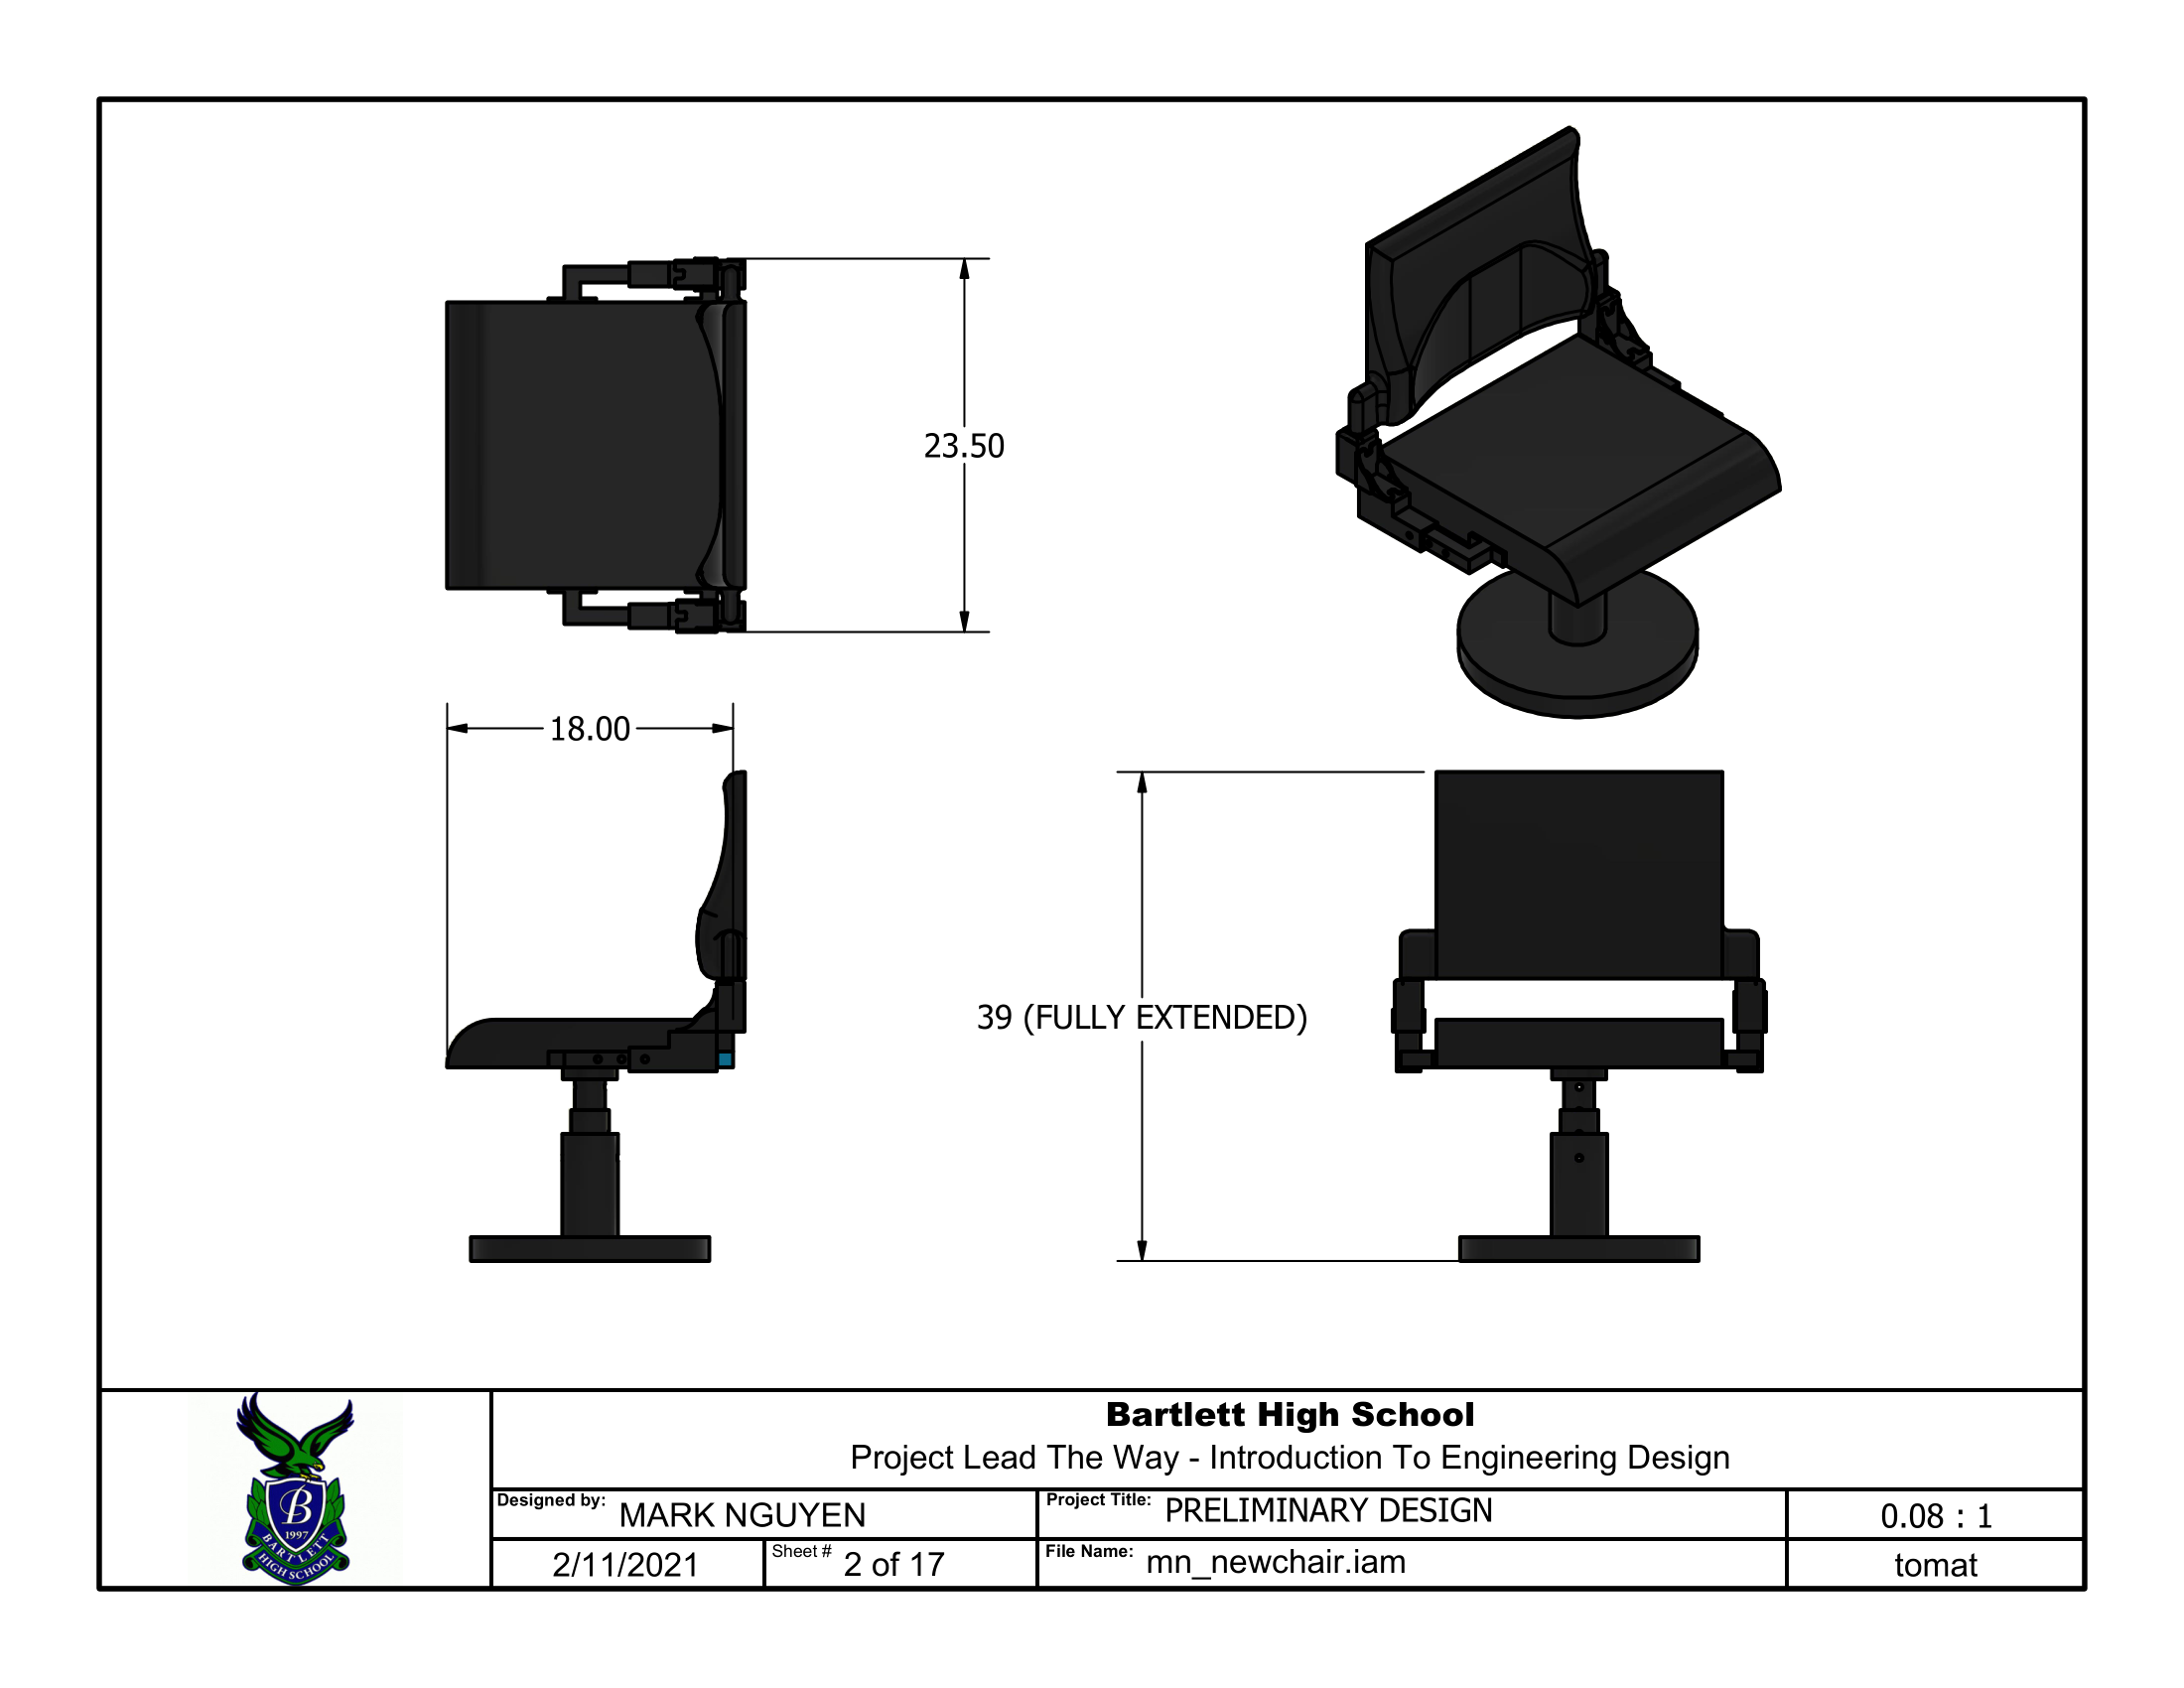 23.50
18.00
39 (FULLY EXTENDED)
B
1997
BARTLETT
HIGH SCHOOL
Bartlett High School
Project Lead The Way - Introduction To Engineering Design
Designed by: MARK NGUYEN
Project Title: PRELIMINARY DESIGN
0.08 : 1
2/11/2021
Sheet # 2 of 17
File Name: mn_newchair.iam
tomat